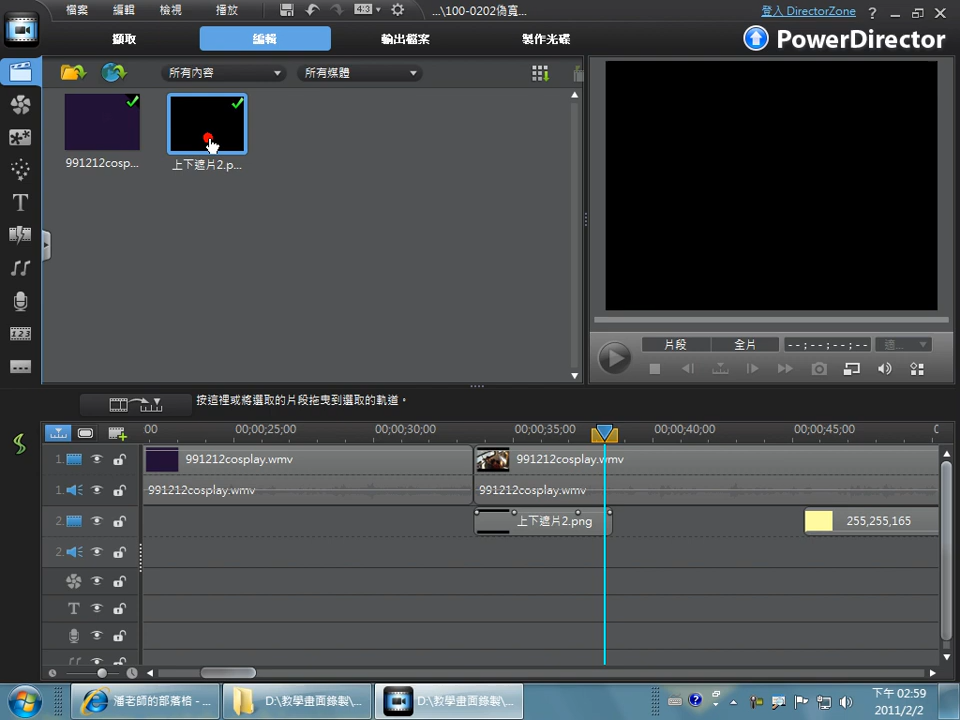 檔案 編輯 檢視 播放 4:3 ...\100-0202偽寬... 登入 DirectorZone ?
擷取 編輯 輸出檔案 製作光碟 PowerDirector
所有內容 所有媒體
991212cosp... 上下遮片2.p...
T
片段 全片 --;--;--;-- 適...
按這裡或將選取的片段拖曳到選取的軌道。
00 00;00;25;00 00;00;30;00 00;00;35;00 00;00;40;00 00;00;45;00
1. 991212cosplay.wmv 991212cosplay.wmv
1. 991212cosplay.wmv 991212cosplay.wmv
2. 上下遮片2.png 255,255,165
2.
T
潘老師的部落格 - ... D:\教學畫面錄製\... D:\教學畫面錄製\... 下午 02:59
2011/2/2